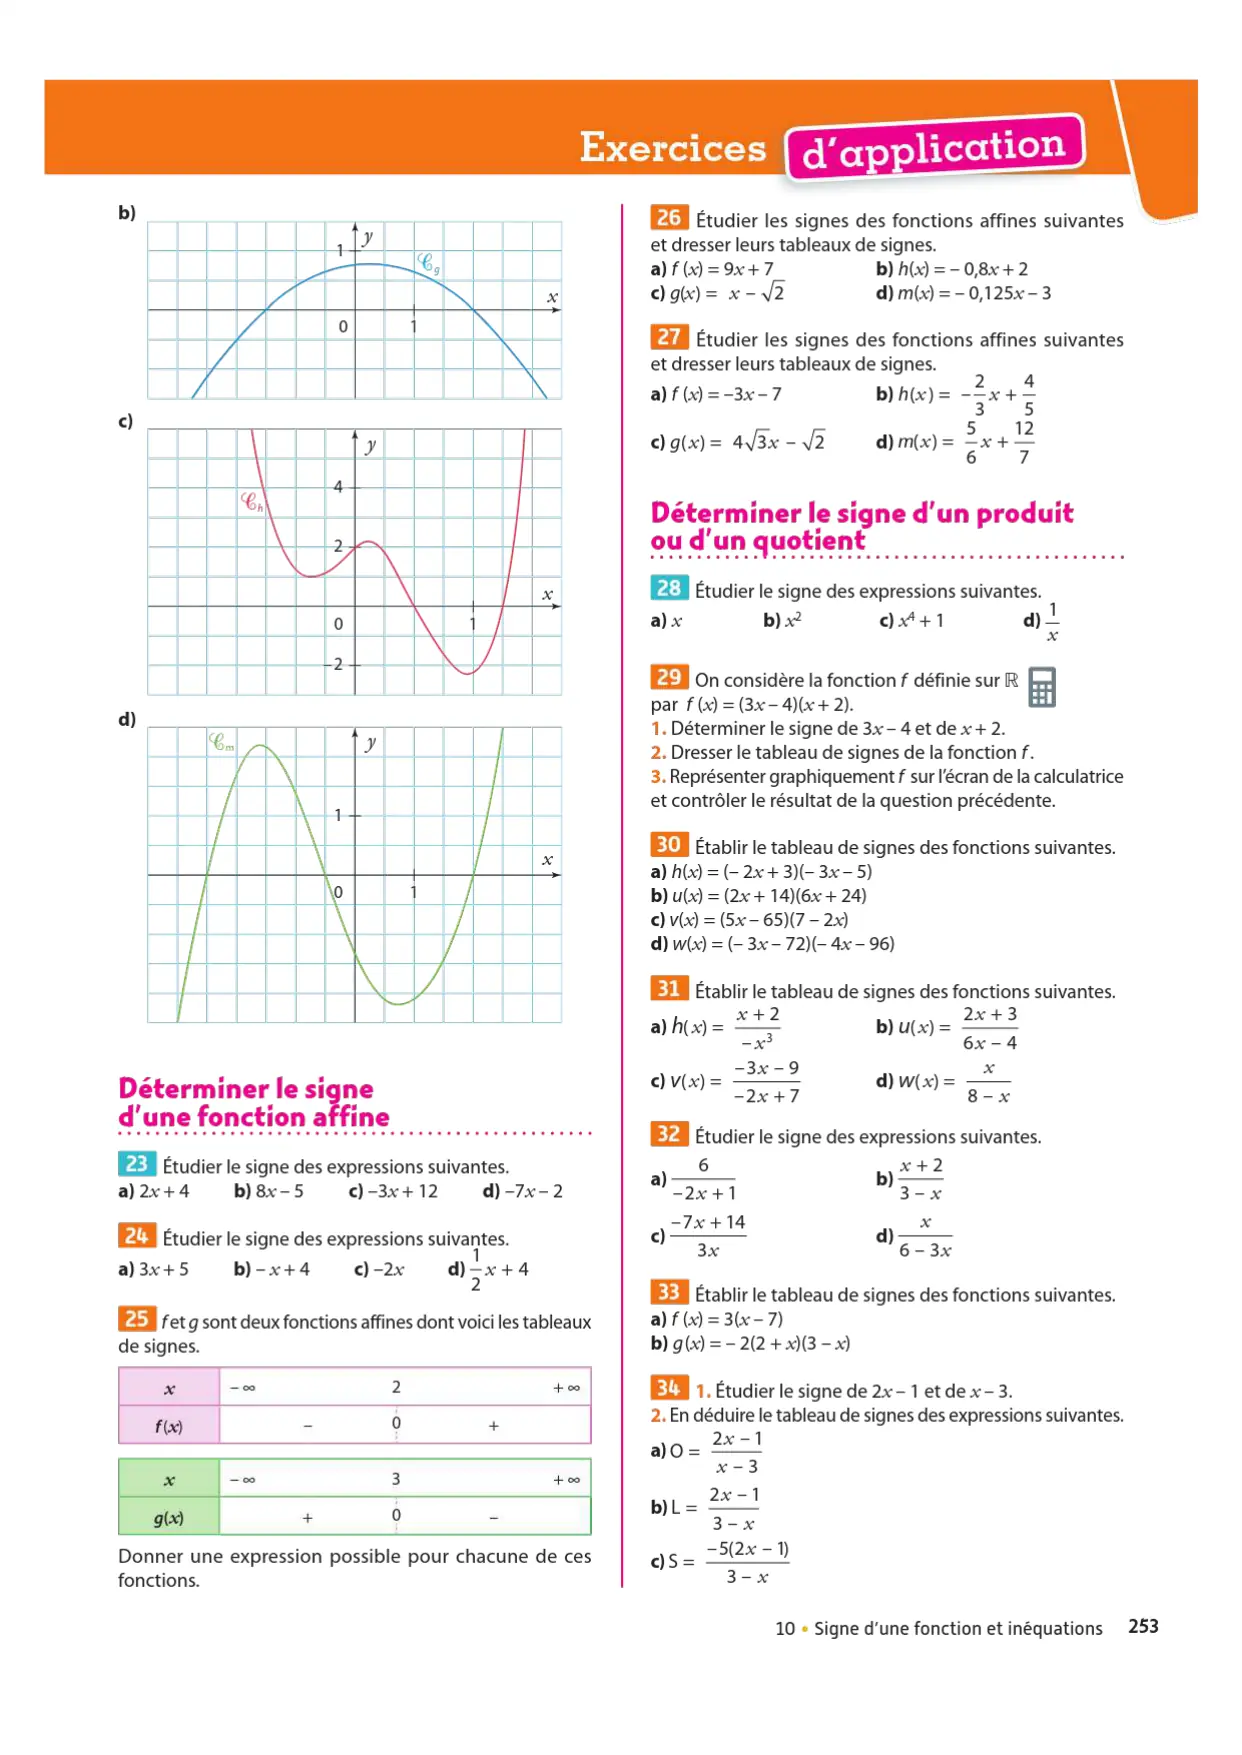 Exercices d'application
b)
1
y
𝒞g
x
0
1
c)
y
4
𝒞h
2
x
0
1
–2
d)
𝒞m
y
1
x
0
1
Déterminer le signe
d'une fonction affine
23 Étudier le signe des expressions suivantes.
a) 2x + 4 b) 8x – 5 c) –3x + 12 d) –7x – 2
24 Étudier le signe des expressions suivantes.
a) 3x + 5 b) – x + 4 c) –2x d) 1/2 x + 4
25 f et g sont deux fonctions affines dont voici les tableaux
de signes.
x – ∞ 2 + ∞
f(x) – 0 +
x – ∞ 3 + ∞
g(x) + 0 –
Donner une expression possible pour chacune de ces
fonctions.
26 Étudier les signes des fonctions affines suivantes
et dresser leurs tableaux de signes.
a) f (x) = 9x + 7 b) h(x) = – 0,8x + 2
c) g(x) = x – √2 d) m(x) = – 0,125x – 3
27 Étudier les signes des fonctions affines suivantes
et dresser leurs tableaux de signes.
a) f (x) = –3x – 7 b) h(x) = –2/3 x + 4/5
c) g(x) = 4√3x – √2 d) m(x) = 5/6 x + 12/7
Déterminer le signe d'un produit
ou d'un quotient
28 Étudier le signe des expressions suivantes.
a) x b) x² c) x⁴ + 1 d) 1/x
29 On considère la fonction f définie sur ℝ
par f (x) = (3x – 4)(x + 2).
1. Déterminer le signe de 3x – 4 et de x + 2.
2. Dresser le tableau de signes de la fonction f.
3. Représenter graphiquement f sur l'écran de la calculatrice
et contrôler le résultat de la question précédente.
30 Établir le tableau de signes des fonctions suivantes.
a) h(x) = (– 2x + 3)(– 3x – 5)
b) u(x) = (2x + 14)(6x + 24)
c) v(x) = (5x – 65)(7 – 2x)
d) w(x) = (– 3x – 72)(– 4x – 96)
31 Établir le tableau de signes des fonctions suivantes.
a) h(x) = (x + 2)/(–x³) b) u(x) = (2x + 3)/(6x – 4)
c) v(x) = (–3x – 9)/(–2x + 7) d) w(x) = x/(8 – x)
32 Étudier le signe des expressions suivantes.
a) 6/(–2x + 1) b) (x + 2)/(3 – x)
c) (–7x + 14)/(3x) d) x/(6 – 3x)
33 Établir le tableau de signes des fonctions suivantes.
a) f (x) = 3(x – 7)
b) g(x) = – 2(2 + x)(3 – x)
34 1. Étudier le signe de 2x – 1 et de x – 3.
2. En déduire le tableau de signes des expressions suivantes.
a) O = (2x – 1)/(x – 3)
b) L = (2x – 1)/(3 – x)
c) S = (–5(2x – 1))/(3 – x)
10 • Signe d'une fonction et inéquations 253